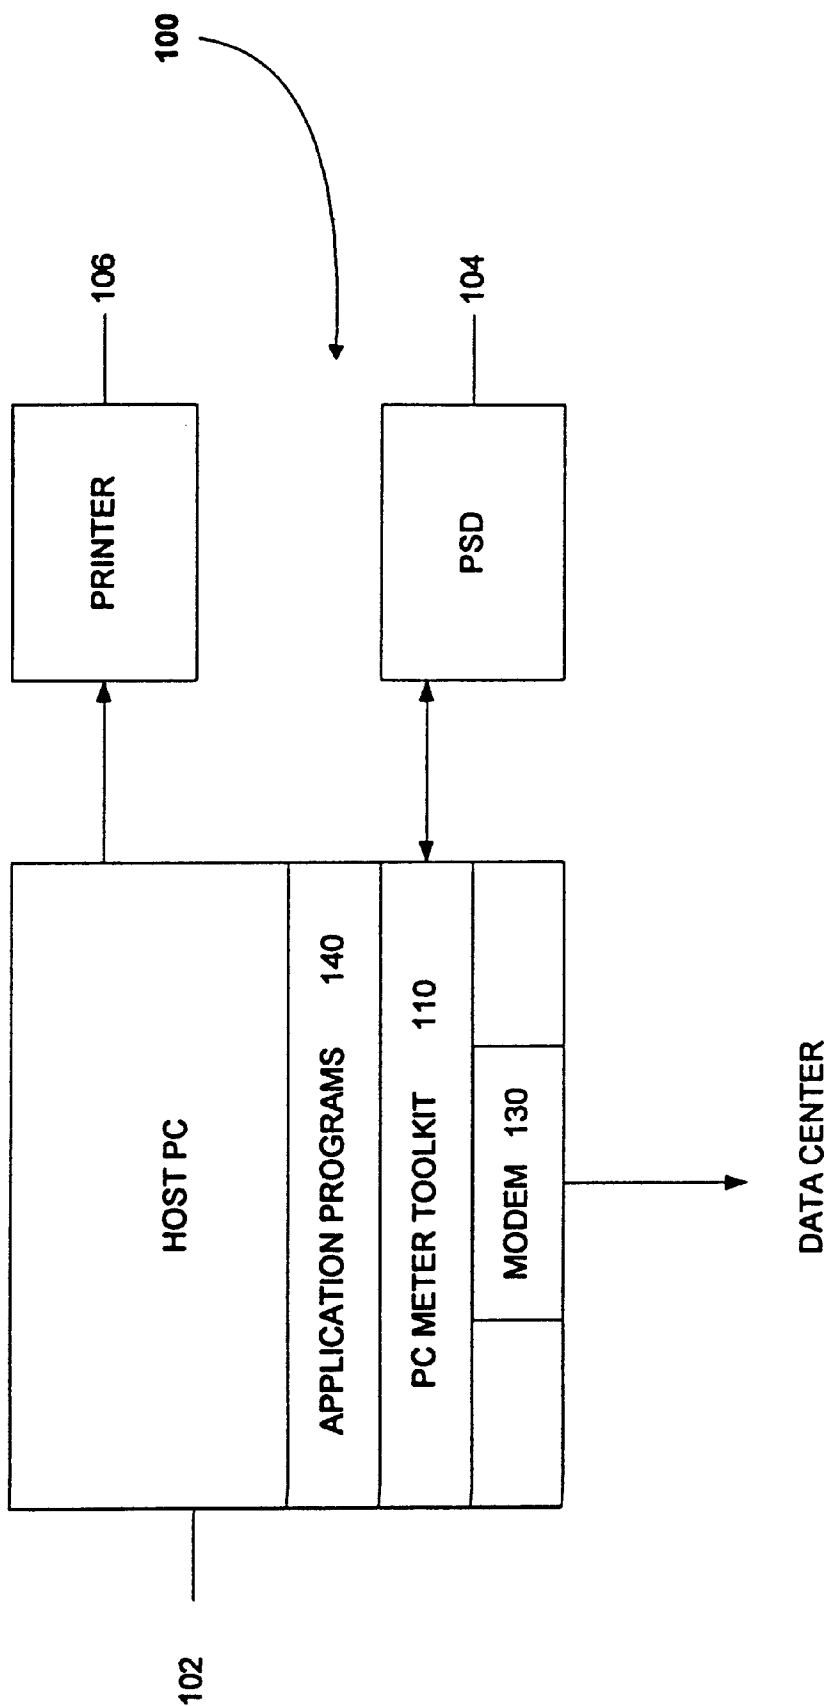 100
102
HOST PC
PRINTER
106
APPLICATION PROGRAMS 140
PC METER TOOLKIT 110
PSD
104
MODEM 130
DATA CENTER